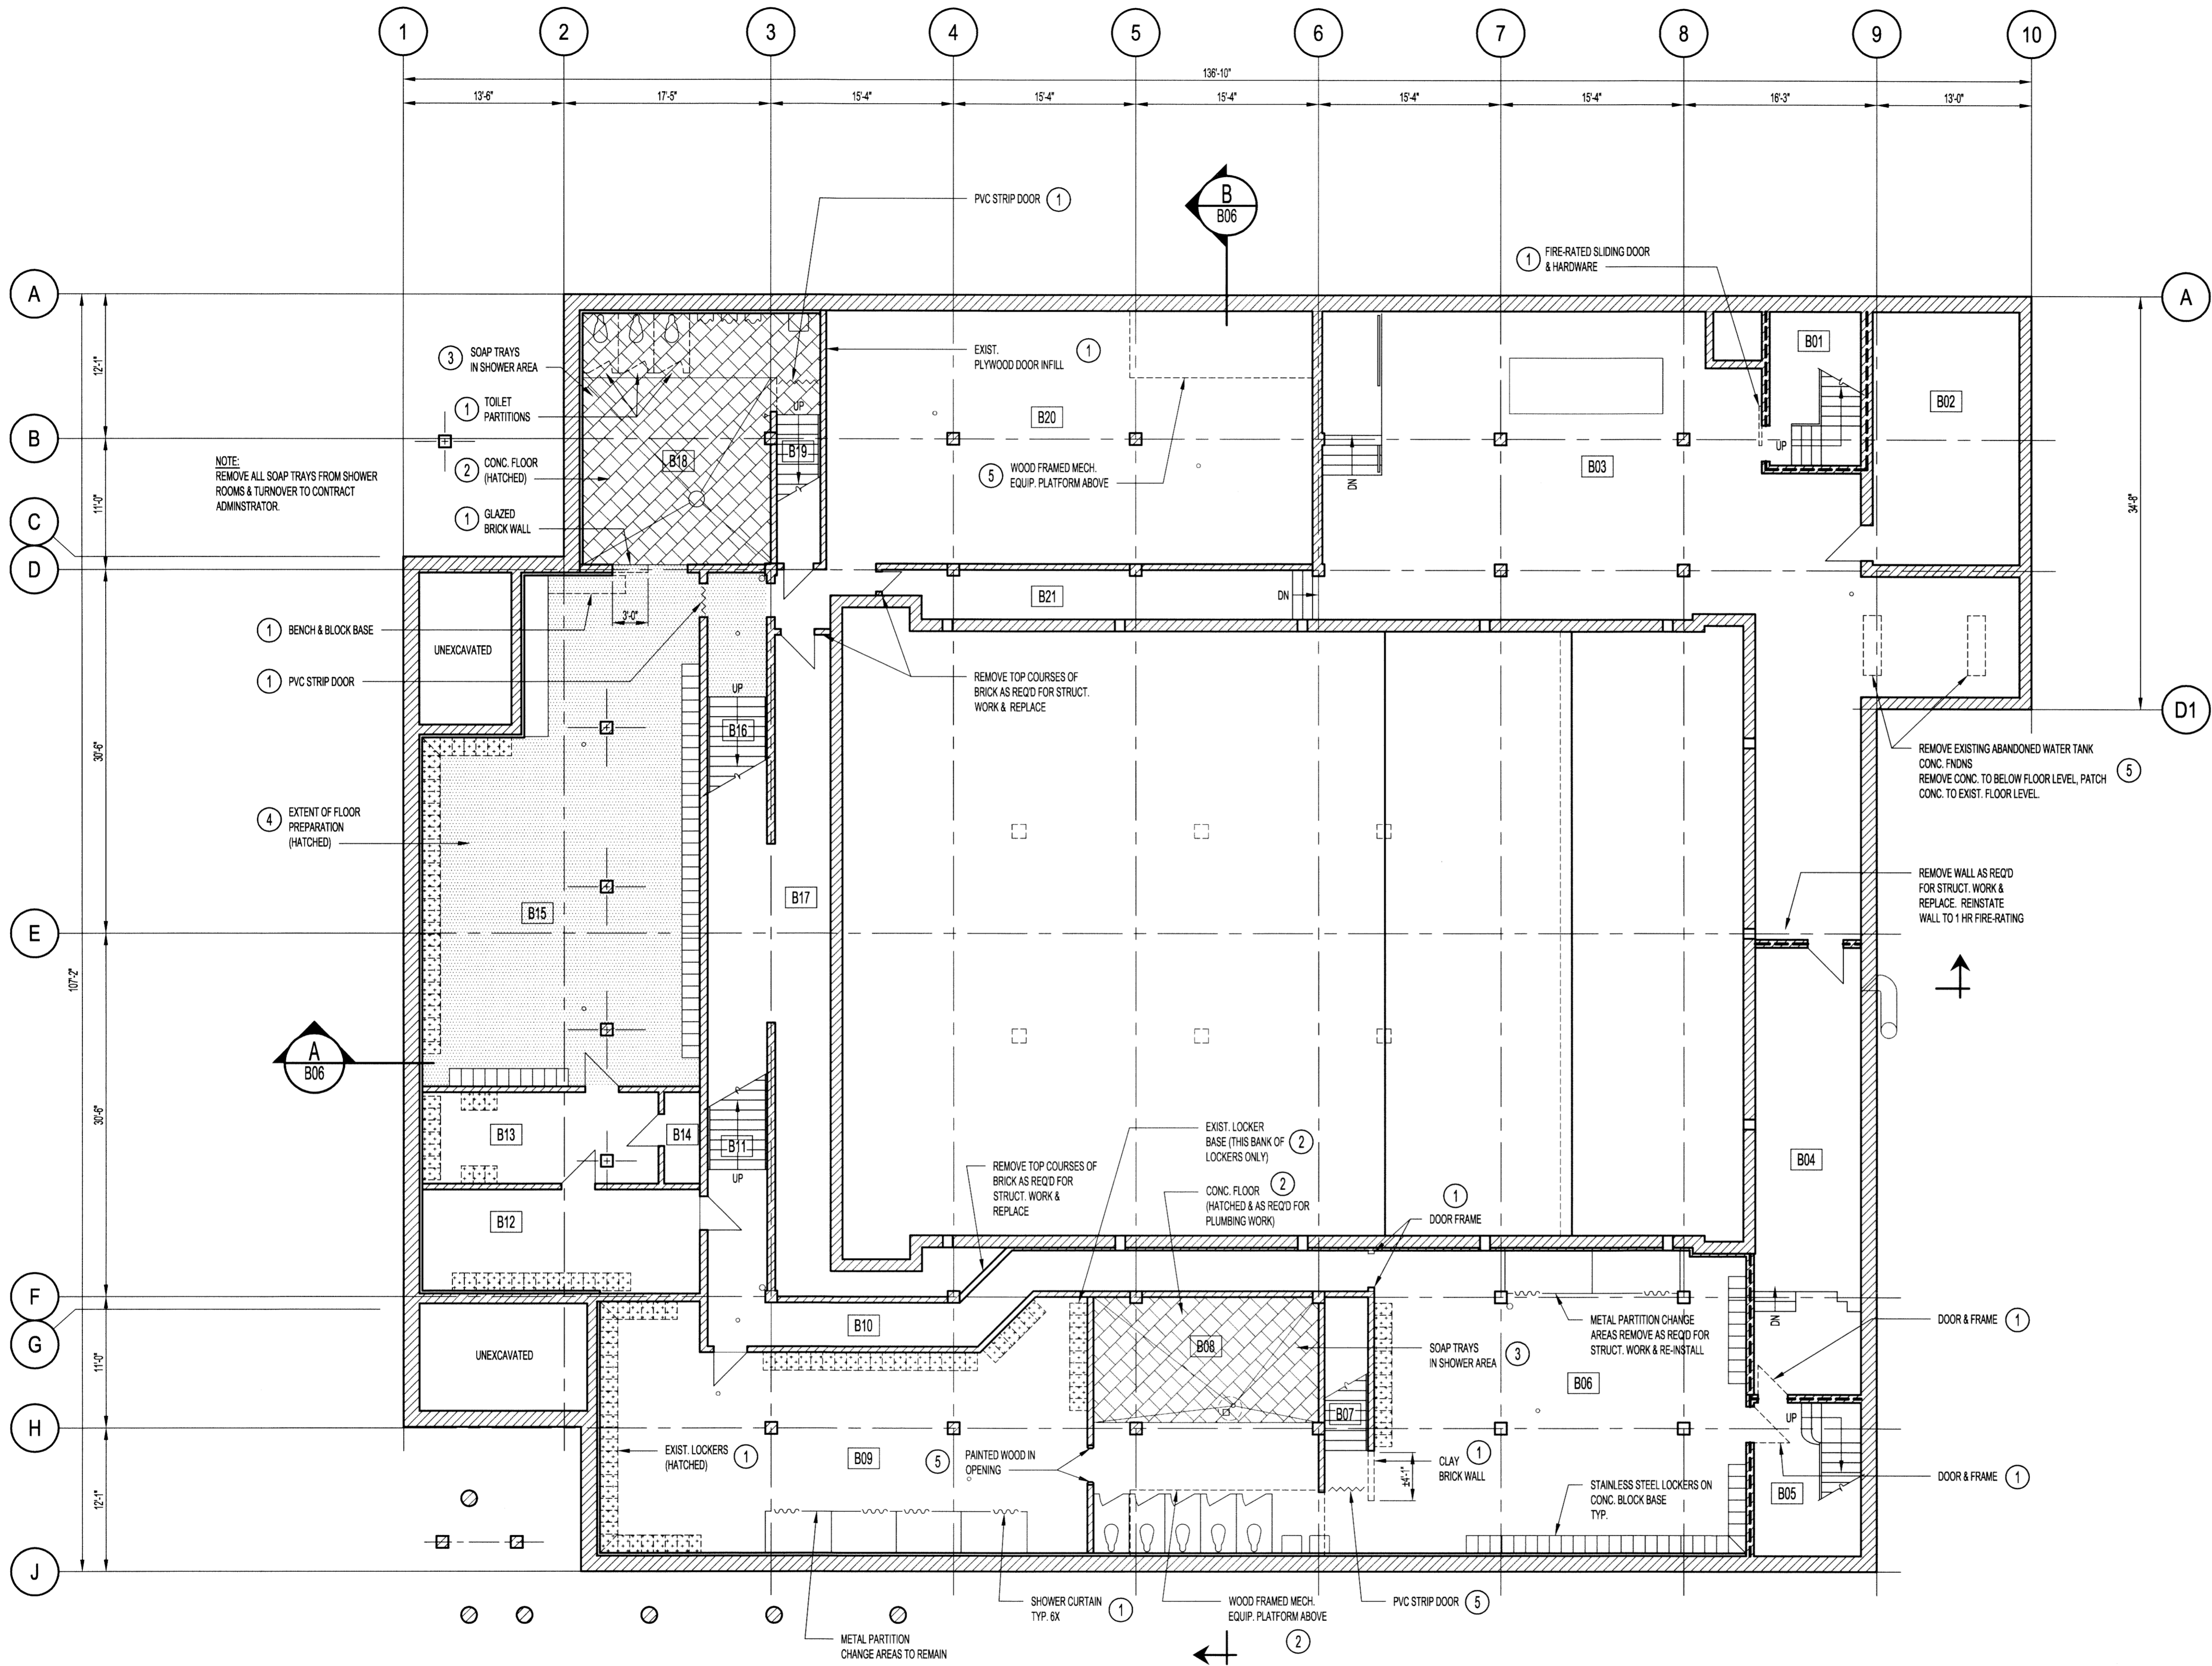 1
2
3
4
5
6
7
8
9
10
136'-10"
13'-6"
17'-5"
15'-4"
15'-4"
15'-4"
15'-4"
15'-4"
16'-3"
13'-0"
PVC STRIP DOOR 1
B
B06
1 FIRE-RATED SLIDING DOOR
& HARDWARE
A
A
3 SOAP TRAYS
IN SHOWER AREA
EXIST. 1
PLYWOOD DOOR INFILL
B01
12'-1"
1 TOILET
PARTITIONS
UP
B20
B02
B
B19
B18
UP
NOTE:
REMOVE ALL SOAP TRAYS FROM SHOWER
ROOMS & TURNOVER TO CONTRACT
ADMINSTRATOR.
2 CONC. FLOOR
(HATCHED)
5 WOOD FRAMED MECH.
EQUIP. PLATFORM ABOVE
DN
B03
11'-0"
34'-8"
C
1 GLAZED
BRICK WALL
D
B21
DN
3'-0"
1 BENCH & BLOCK BASE
UNEXCAVATED
1 PVC STRIP DOOR
REMOVE TOP COURSES OF
BRICK AS REQ'D FOR STRUCT.
WORK & REPLACE
UP
B16
D1
30'-6"
REMOVE EXISTING ABANDONED WATER TANK
CONC. FNDNS
REMOVE CONC. TO BELOW FLOOR LEVEL, PATCH 5
CONC. TO EXIST. FLOOR LEVEL.
4 EXTENT OF FLOOR
PREPARATION
(HATCHED)
REMOVE WALL AS REQ'D
FOR STRUCT. WORK &
REPLACE. REINSTATE
WALL TO 1 HR FIRE-RATING
B17
B15
E
107'-2"
A
B06
30'-6"
B13
B14
B11
UP
EXIST. LOCKER
BASE (THIS BANK OF 2
LOCKERS ONLY)
REMOVE TOP COURSES OF
BRICK AS REQ'D FOR
STRUCT. WORK &
REPLACE
CONC. FLOOR 2
(HATCHED & AS REQ'D FOR
PLUMBING WORK)
1
DOOR FRAME
B04
B12
F
G
B10
B08
DN
METAL PARTITION CHANGE
AREAS REMOVE AS REQ'D FOR
STRUCT. WORK & RE-INSTALL
DOOR & FRAME 1
UNEXCAVATED
11'-0"
SOAP TRAYS
IN SHOWER AREA 3
B06
B07
UP
H
EXIST. LOCKERS 1
(HATCHED)
B09
5 PAINTED WOOD IN
OPENING
±4'-1"
CLAY 1
BRICK WALL
DOOR & FRAME 1
STAINLESS STEEL LOCKERS ON
CONC. BLOCK BASE
TYP.
B05
12'-1"
J
SHOWER CURTAIN
TYP. 6X 1
WOOD FRAMED MECH.
EQUIP. PLATFORM ABOVE
2
PVC STRIP DOOR 5
METAL PARTITION
CHANGE AREAS TO REMAIN